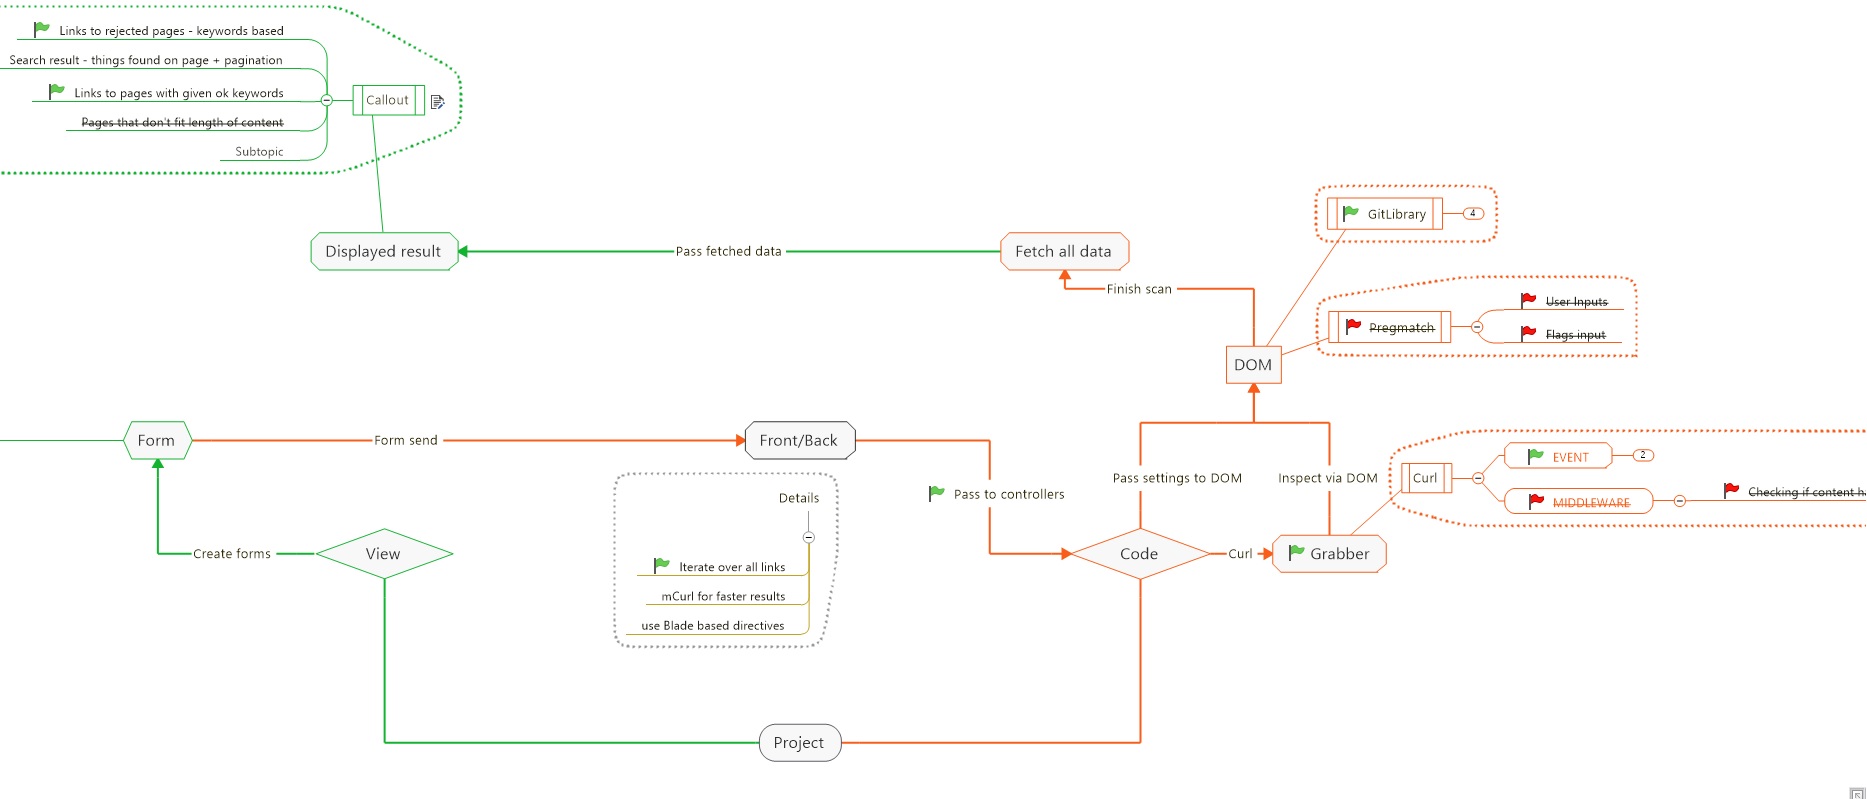 Links to rejected pages - keywords based
Search result - things found on page + pagination
Links to pages with given ok keywords
Pages that don't fit length of content
Subtopic
Callout
GitLibrary
4
Displayed result
Pass fetched data
Fetch all data
Finish scan
User Inputs
Pregmatch
Flags input
DOM
Form
Form send
Front/Back
EVENT
2
Pass settings to DOM
Inspect via DOM
Curl
Details
Pass to controllers
MIDDLEWARE
Checking if content
Create forms
View
Code
Curl
Grabber
Iterate over all links
mCurl for faster results
use Blade based directives
Project